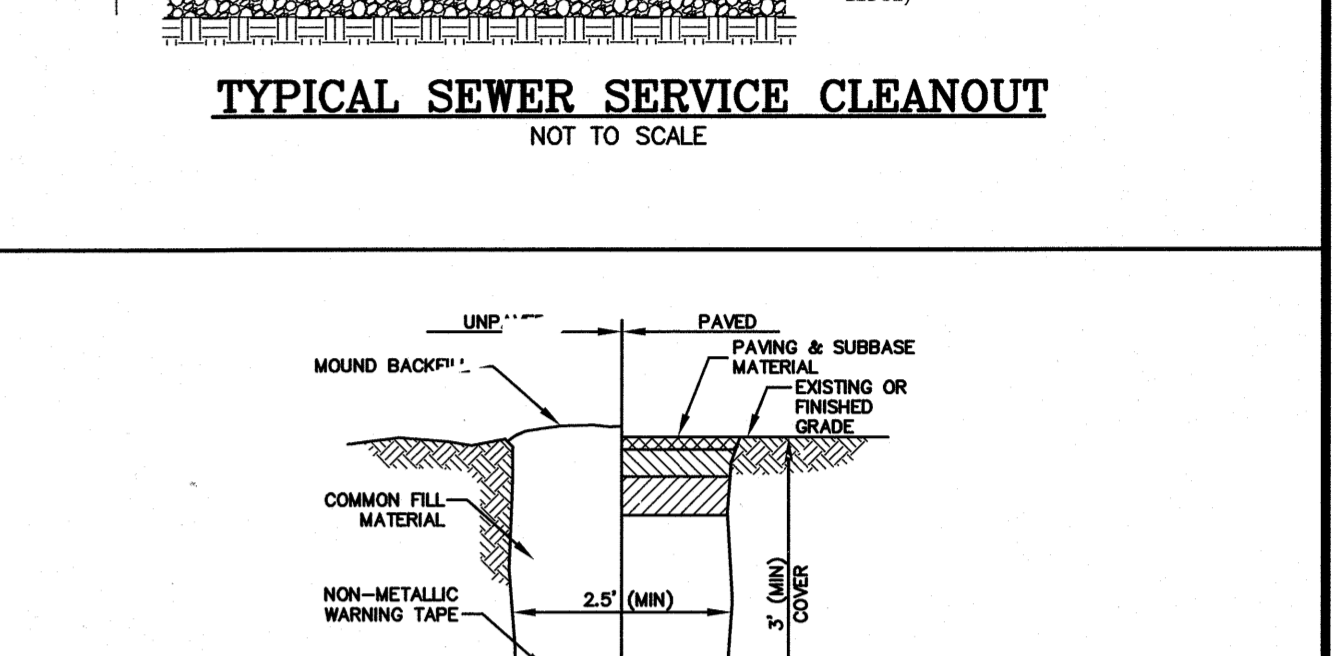 TYPICAL SEWER SERVICE CLEANOUT
NOT TO SCALE
PAVED
MOUND
PAVING & SUBBASE
MATERIAL
EXISTING OR
FINISHED
GRADE
COMMON FILL
MATERIAL
NON-METALLIC
WARNING TAPE
2.5' (MIN)
3' (MIN)
COVER